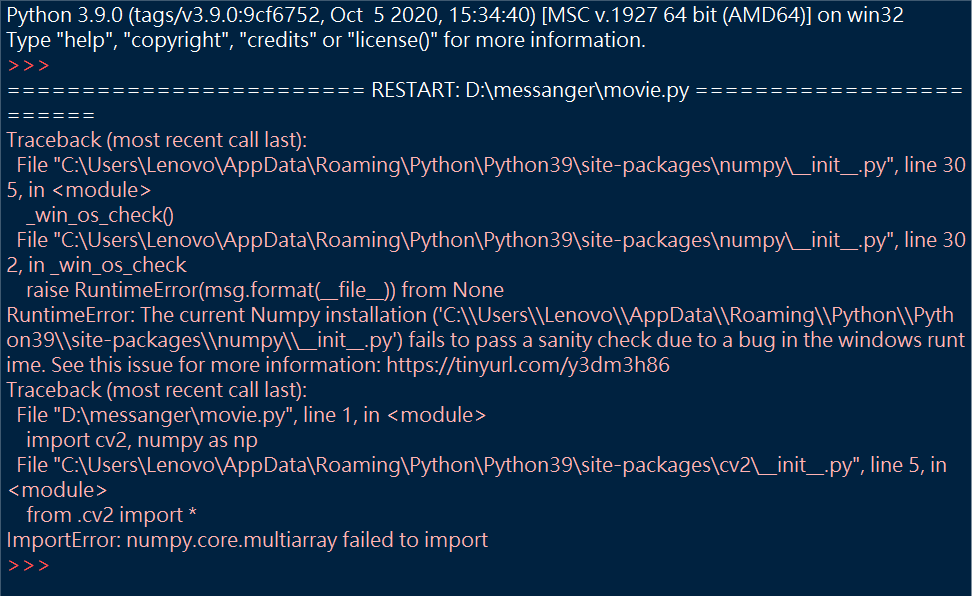 Python 3.9.0 (tags/v3.9.0:9cf6752, Oct  5 2020, 15:34:40) [MSC v.1927 64 bit (AMD64)] on win32
Type "help", "copyright", "credits" or "license()" for more information.
>>>
======================== RESTART: D:\messanger\movie.py ==================
======
Traceback (most recent call last):
  File "C:\Users\Lenovo\AppData\Roaming\Python\Python39\site-packages\numpy\__init__.py", line 30
5, in <module>
    _win_os_check()
  File "C:\Users\Lenovo\AppData\Roaming\Python\Python39\site-packages\numpy\__init__.py", line 30
2, in _win_os_check
    raise RuntimeError(msg.format(__file__)) from None
RuntimeError: The current Numpy installation ('C:\\Users\\Lenovo\\AppData\\Roaming\\Python\\Pyth
on39\\site-packages\\numpy\\__init__.py') fails to pass a sanity check due to a bug in the windows runt
ime. See this issue for more information: https://tinyurl.com/y3dm3h86
Traceback (most recent call last):
  File "D:\messanger\movie.py", line 1, in <module>
    import cv2, numpy as np
  File "C:\Users\Lenovo\AppData\Roaming\Python\Python39\site-packages\cv2\__init__.py", line 5, in
<module>
    from .cv2 import *
ImportError: numpy.core.multiarray failed to import
>>>